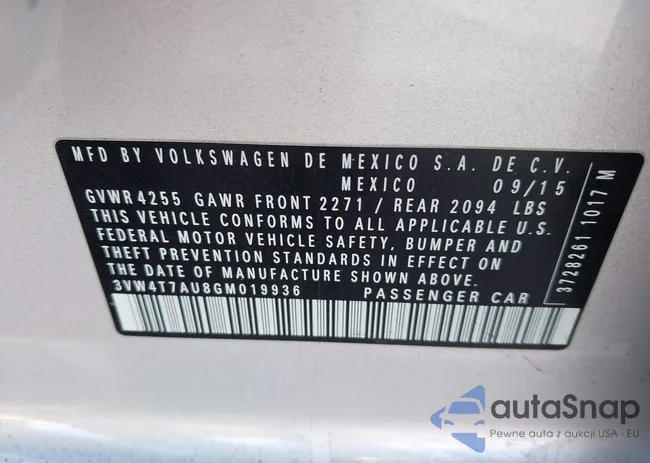 MFD BY VOLKSWAGEN DE MEXICO S.A. DE C.V.
MEXICO 09/15
GVWR 4255 GAWR FRONT 2271 / REAR 2094 LBS
THIS VEHICLE CONFORMS TO ALL APPLICABLE U.S.
FEDERAL MOTOR VEHICLE SAFETY, BUMPER AND
THEFT PREVENTION STANDARDS IN EFFECT ON THE
DATE OF MANUFACTURE SHOWN ABOVE.
3VW4T7AU8GM019936 PASSENGER CAR
3728261 1017 M
autaSnap
Pewne auta z aukcji USA i EU